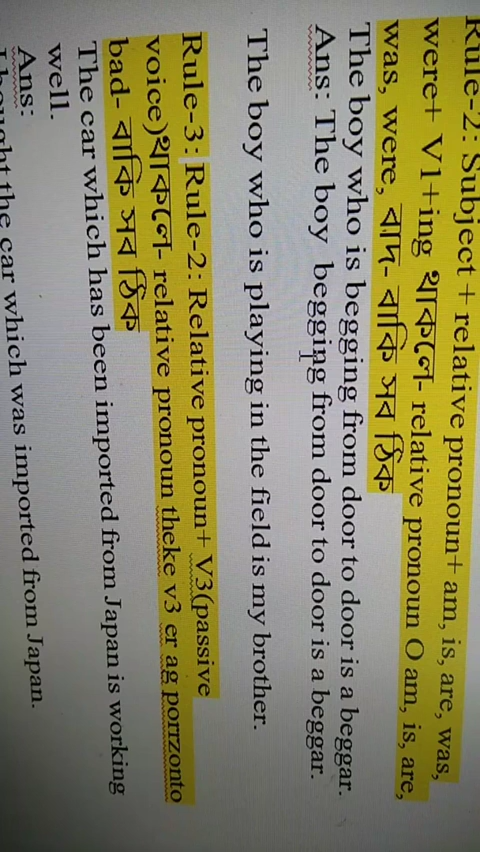 Rule-2: Subject + relative pronoun+ am, is, are, was,
were+ V1+ing থাকলে- relative pronoun O am, is, are,
was, were, বাদ- বাকি সব ঠিক
The boy who is begging from door to door is a beggar.
Ans: The boy begging from door to door is a beggar.
The boy who is playing in the field is my brother.
Rule-3: Rule-2: Relative pronoun+ V3(passive
voice)থাকলে- relative pronoun theke v3 er ag porrzonto
bad- বাকি সব ঠিক
The car which has been imported from Japan is working
well.
Ans:
I bought the car which was imported from Japan.